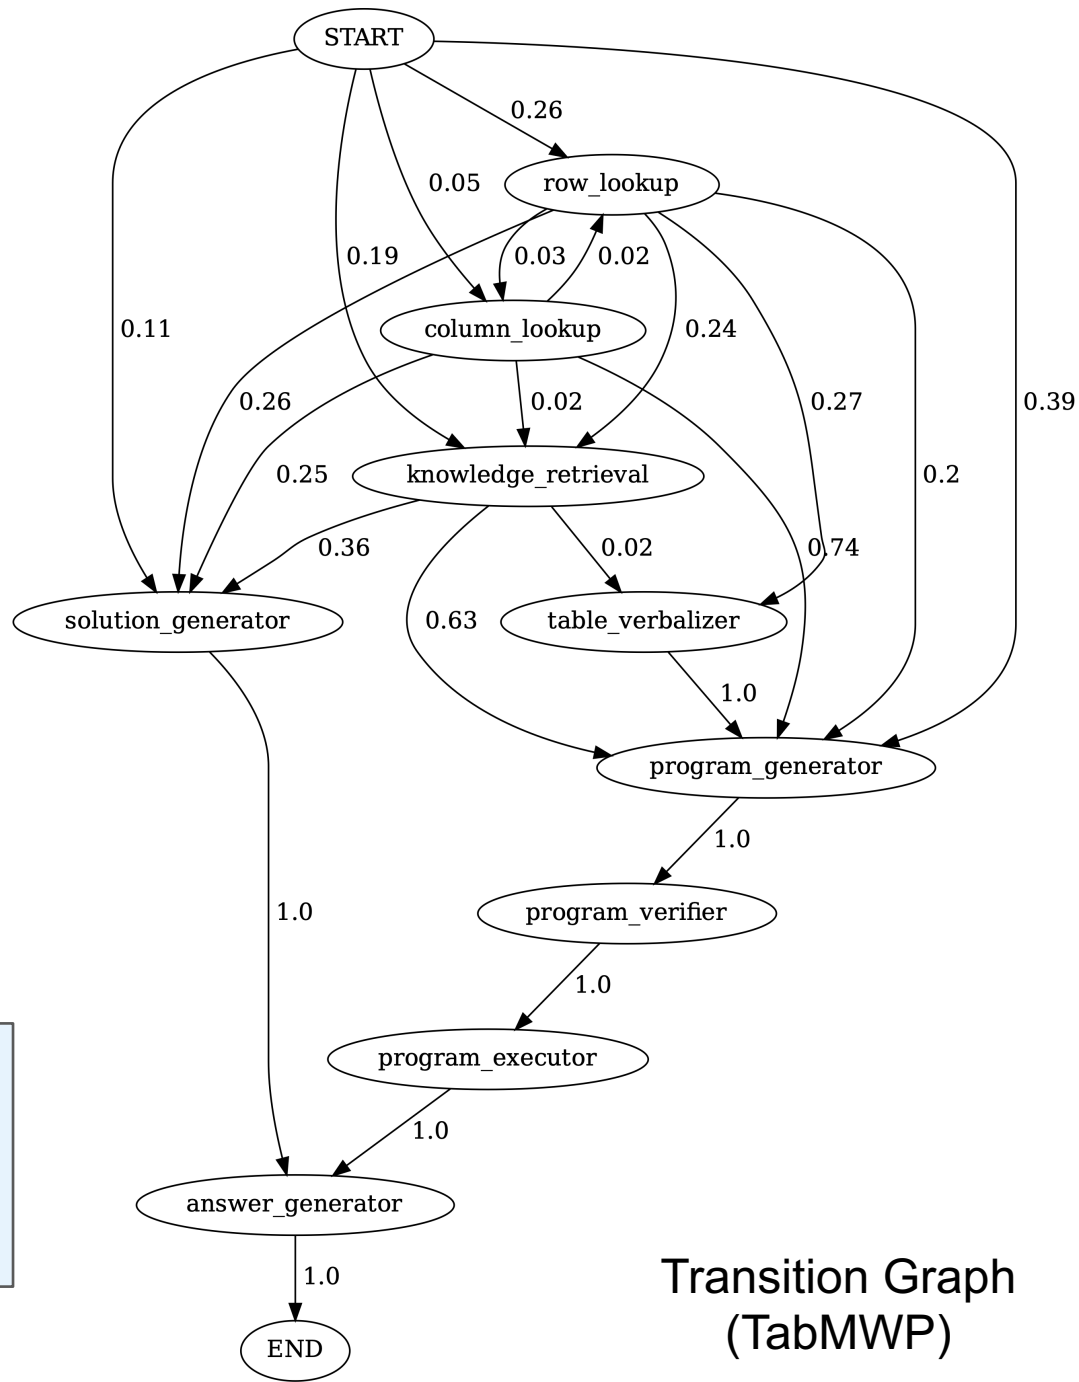 START
0.26
0.05
row_lookup
0.19
0.03
0.02
0.11
column_lookup
0.24
0.26
0.02
0.27
0.39
0.25
knowledge_retrieval
0.2
0.36
0.02
0.74
solution_generator
0.63
table_verbalizer
1.0
program_generator
1.0
1.0
program_verifier
1.0
program_executor
1.0
answer_generator
1.0
END
Transition Graph
(TabMWP)